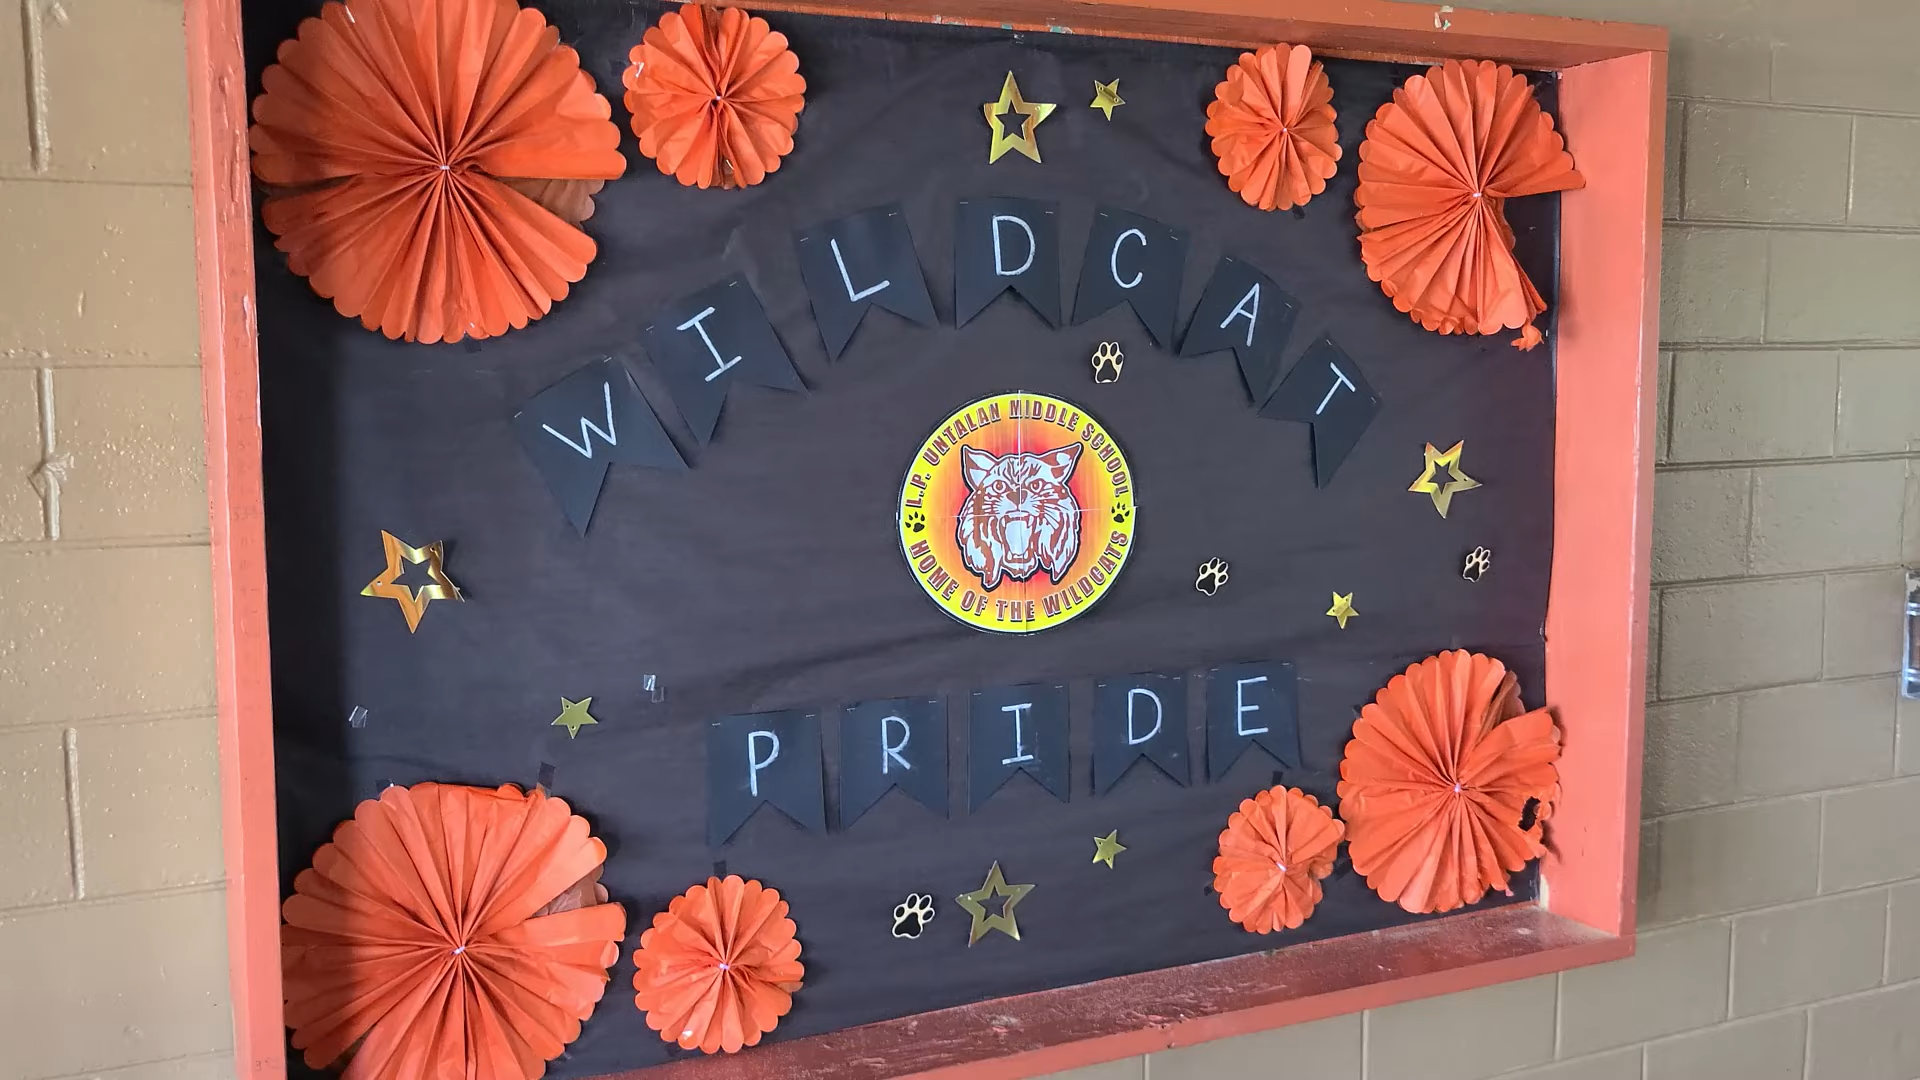 WILDCAT
L.P. UNTALAN MIDDLE SCHOOL
HOME OF THE WILDCATS
PRIDE